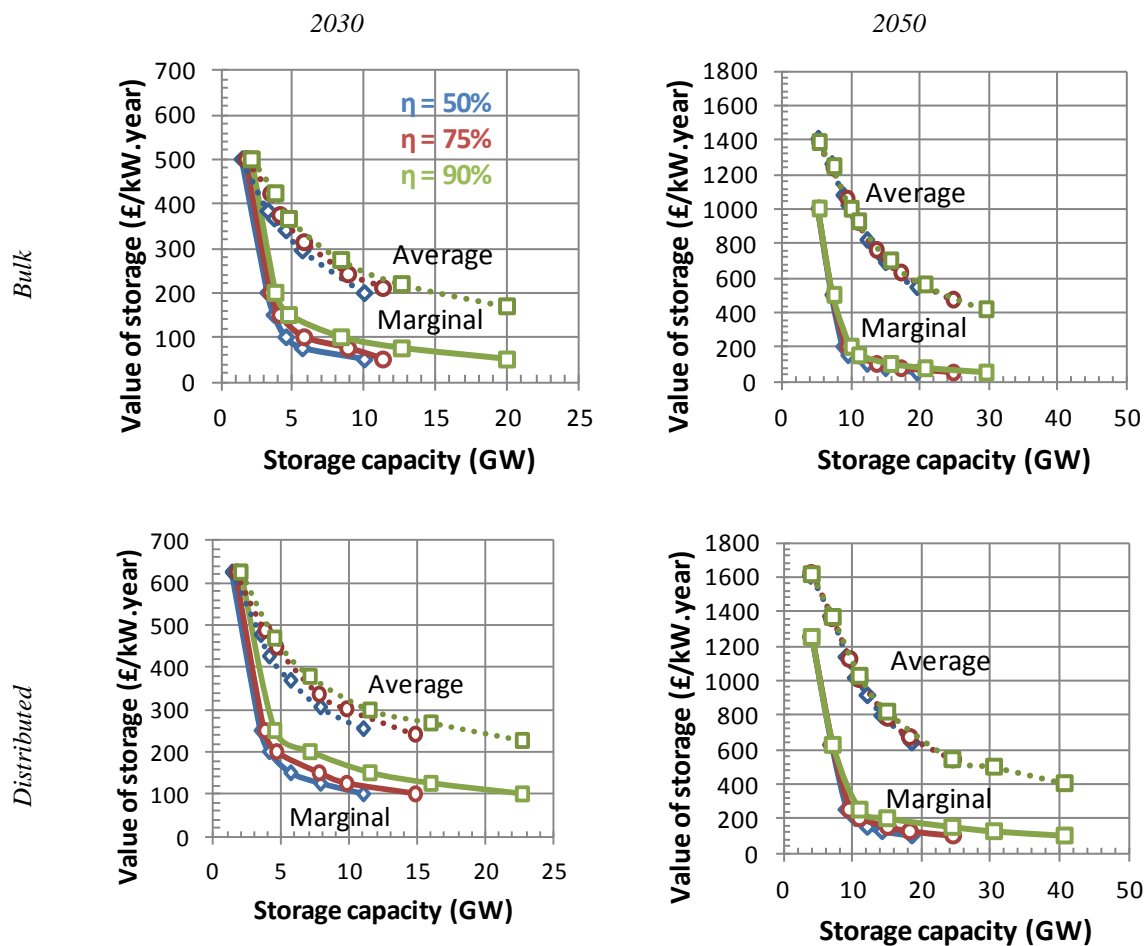 2030
2050
Bulk
Value of storage (£/kW.year)
700
600
500
400
300
200
100
0
0 5 10 15 20 25
Storage capacity (GW)
η = 50%
η = 75%
η = 90%
Average
Marginal
Value of storage (£/kW.year)
1800
1600
1400
1200
1000
800
600
400
200
0
0 10 20 30 40 50
Storage capacity (GW)
Average
Marginal
Distributed
Value of storage (£/kW.year)
700
600
500
400
300
200
100
0
0 5 10 15 20 25
Storage capacity (GW)
Average
Marginal
Value of storage (£/kW.year)
1800
1600
1400
1200
1000
800
600
400
200
0
0 10 20 30 40 50
Storage capacity (GW)
Average
Marginal